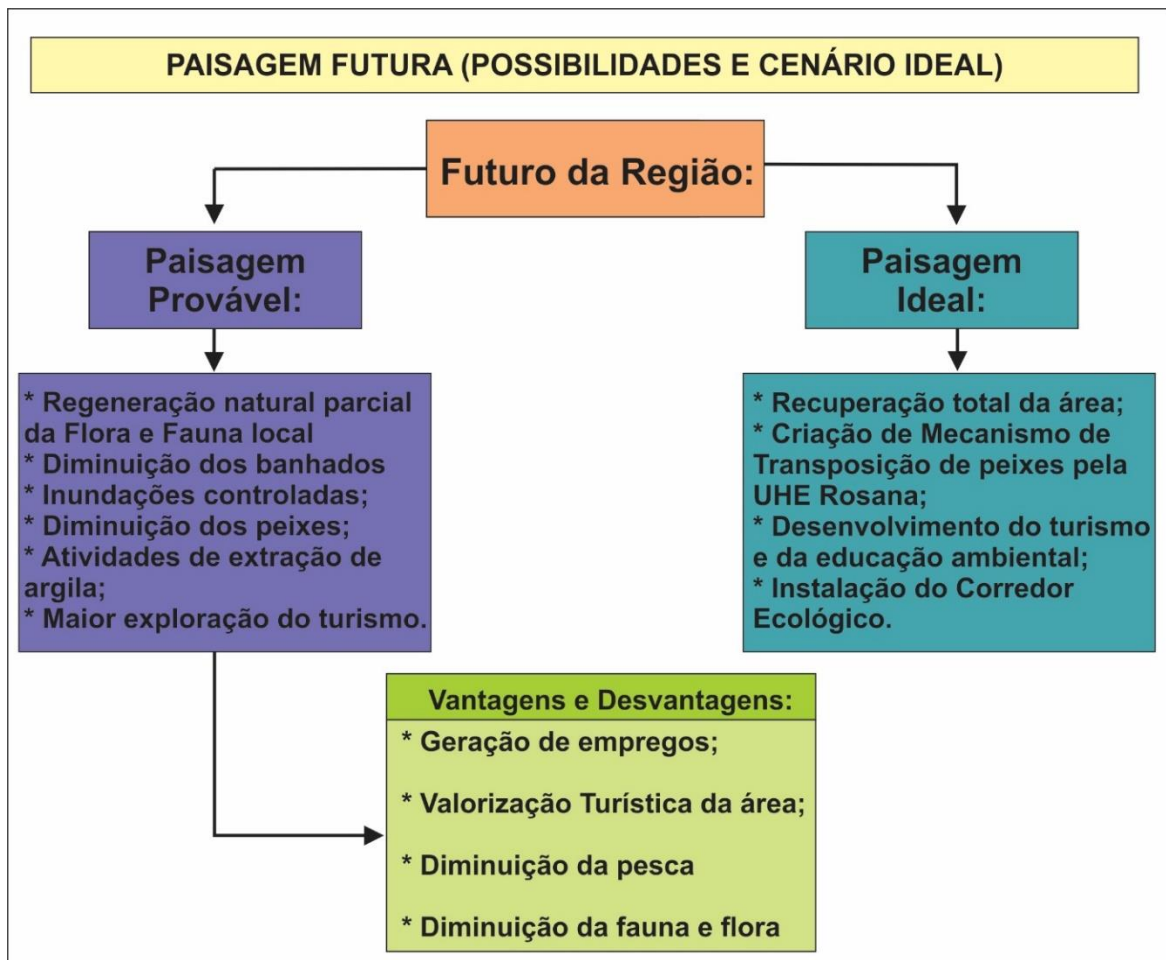 PAISAGEM FUTURA (POSSIBILIDADES E CENÁRIO IDEAL)
Futuro da Região:
Paisagem
Provável:
* Regeneração natural parcial
da Flora e Fauna local
* Diminuição dos banhados
* Inundações controladas;
* Diminuição dos peixes;
* Atividades de extração de
argila;
* Maior exploração do turismo.
Paisagem
Ideal:
* Recuperação total da área;
* Criação de Mecanismo de
Transposição de peixes pela
UHE Rosana;
* Desenvolvimento do turismo
e da educação ambiental;
* Instalação do Corredor
Ecológico.
Vantagens e Desvantagens:
* Geração de empregos;
* Valorização Turística da área;
* Diminuição da pesca
* Diminuição da fauna e flora